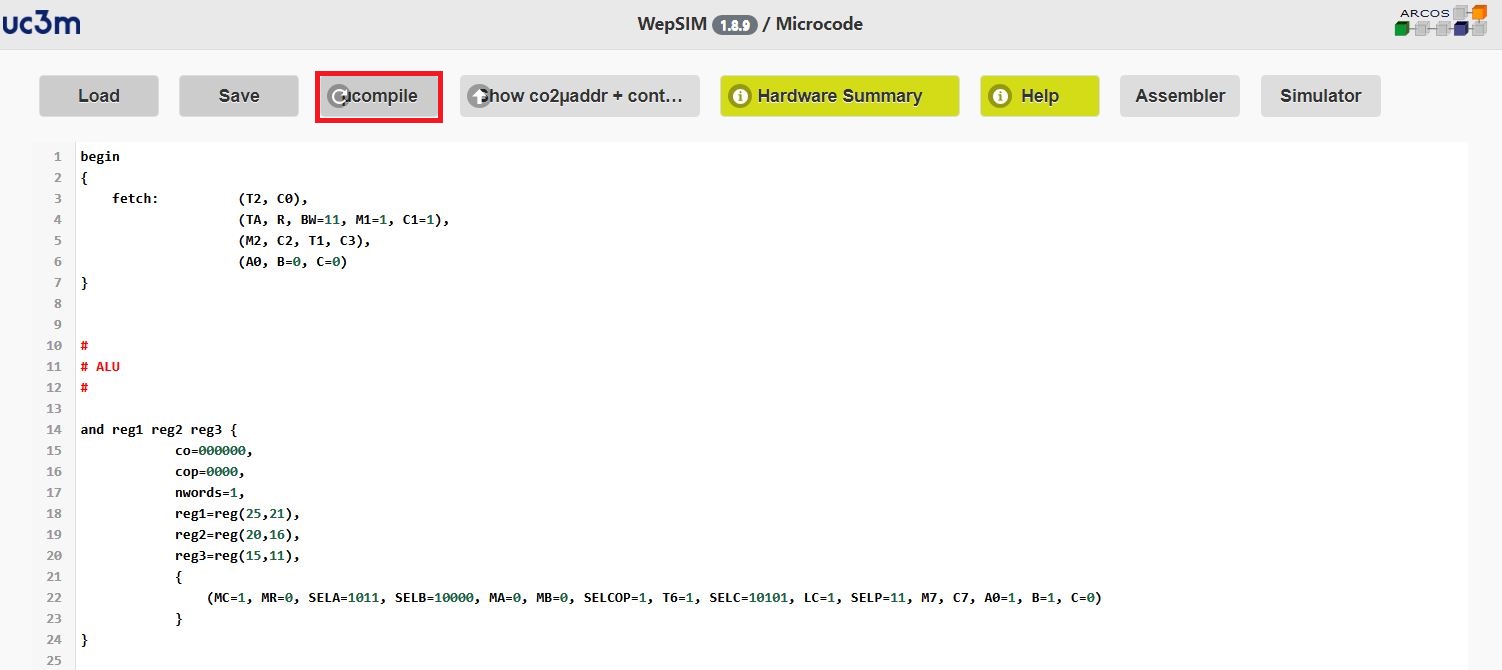 uc3m
WepSIM 1.8.9 / Microcode
ARCOS
Load
Save
µcompile
Show co2µaddr + cont...
Hardware Summary
Help
Assembler
Simulator
1 begin
2 {
3     fetch:          (T2, C0),
4                     (TA, R, BW=11, M1=1, C1=1),
5                     (M2, C2, T1, C3),
6                     (A0, B=0, C=0)
7 }
8
9
10 #
11 # ALU
12 #
13
14 and reg1 reg2 reg3 {
15             co=000000,
16             cop=0000,
17             nwords=1,
18             reg1=reg(25,21),
19             reg2=reg(20,16),
20             reg3=reg(15,11),
21             {
22                 (MC=1, MR=0, SELA=1011, SELB=10000, MA=0, MB=0, SELCOP=1, T6=1, SELC=10101, LC=1, SELP=11, M7, C7, A0=1, B=1, C=0)
23             }
24 }
25